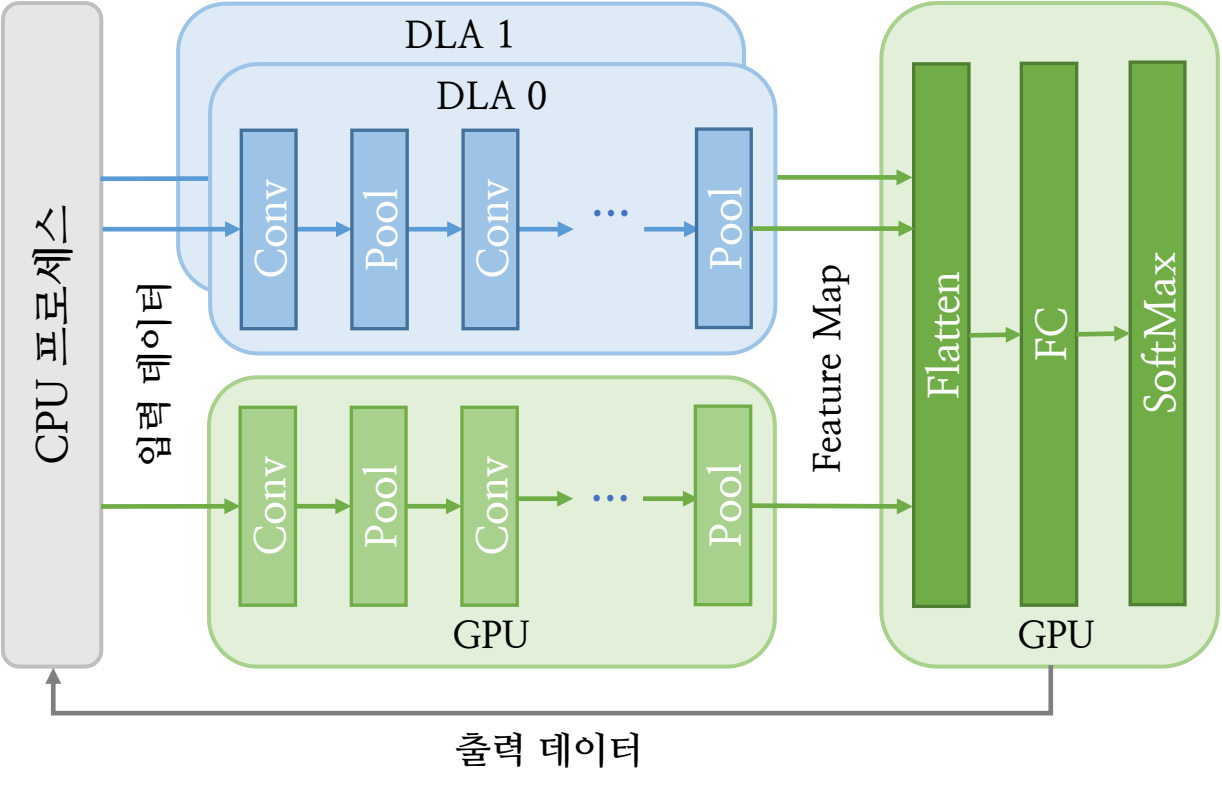 CPU 프로세스
입력 데이터
DLA 1
DLA 0
Conv
Pool
Conv
...
Pool
Conv
Pool
Conv
...
Pool
GPU
Feature Map
Flatten
FC
SoftMax
GPU
출력 데이터